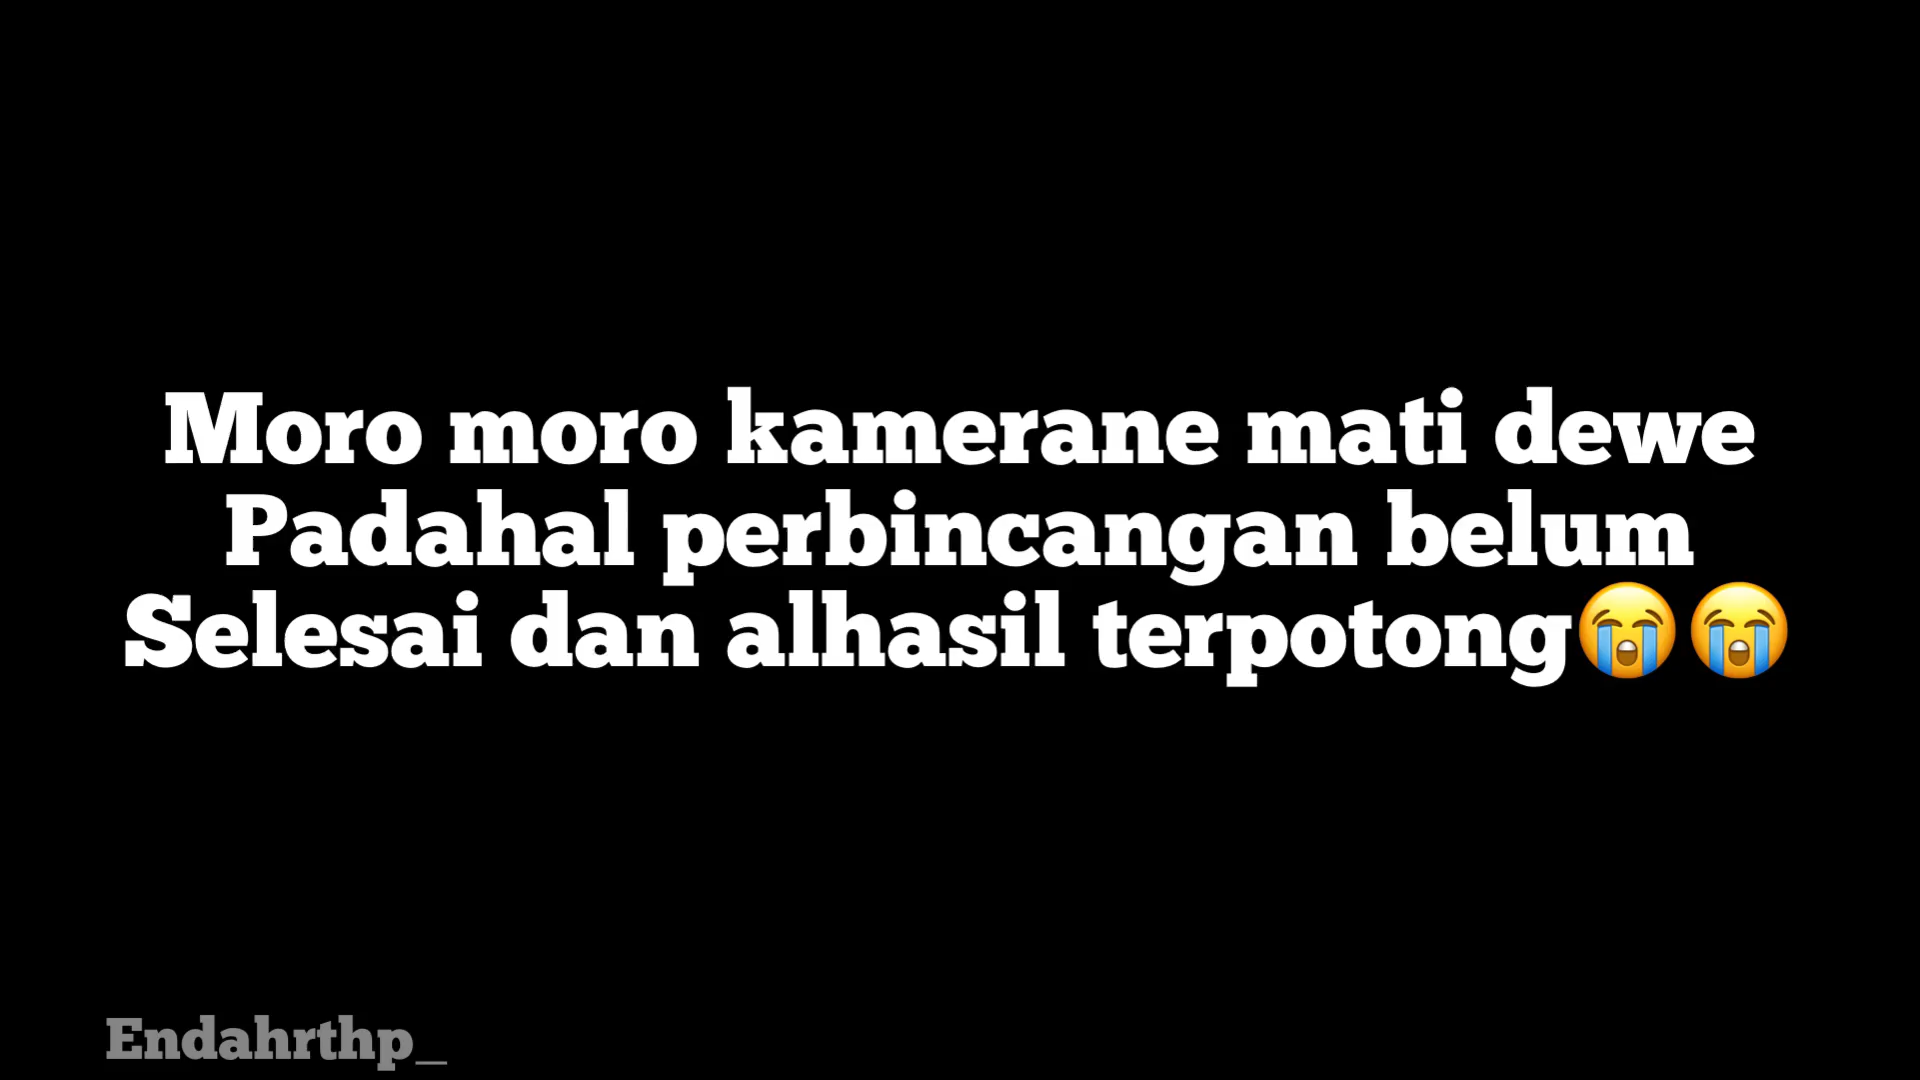 Moro moro kamerane mati dewe
Padahal perbincangan belum
Selesai dan alhasil terpotong😭😭
Endahrthp_